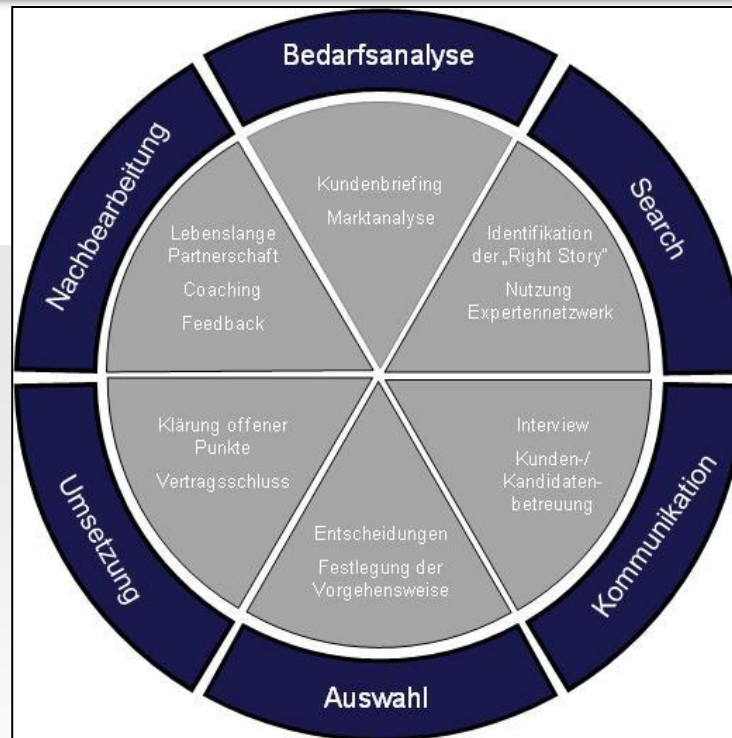 Bedarfsanalyse
Kundenbriefing
Marktanalyse
Search
Identifikation
der „Right Story"
Nutzung
Expertennetzwerk
Kommunikation
Interview
Kunden-/
Kandidaten-
betreuung
Auswahl
Entscheidungen
Festlegung der
Vorgehensweise
Umsetzung
Klärung offener
Punkte
Vertragsschluss
Nachbearbeitung
Lebenslange
Partnerschaft
Coaching
Feedback